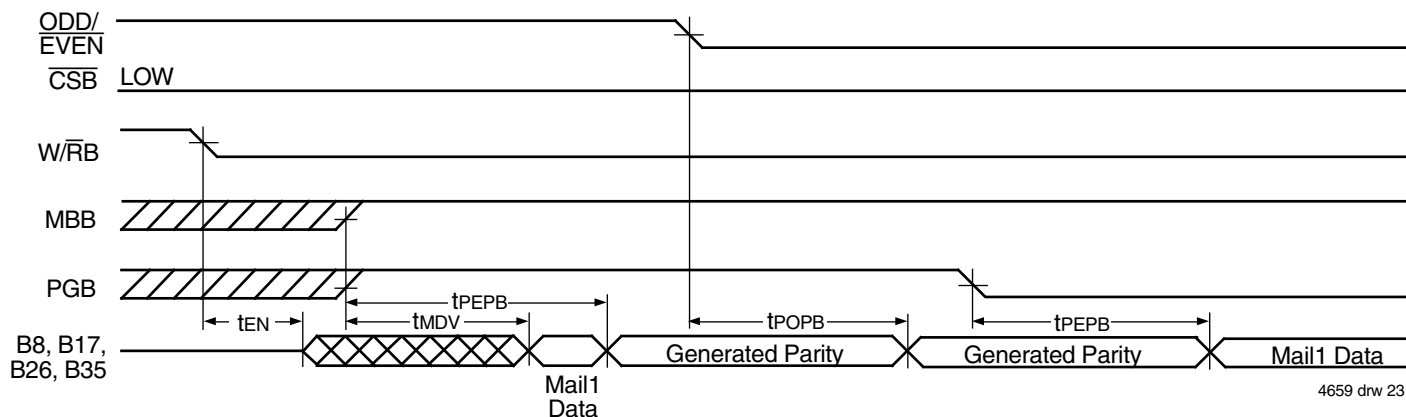 ODD/
EVEN
CSB LOW
W/RB
MBB
PGB
tPEPB
tEN tMDV tPOPB tPEPB
B8, B17,
B26, B35
Generated Parity Generated Parity Mail1 Data
Mail1
Data
4659 drw 23